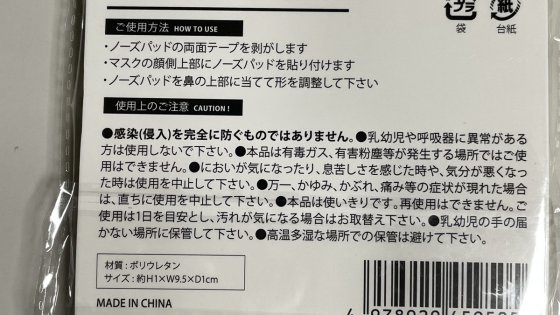 プラ
紙
袋
台紙
ご使用方法 HOW TO USE
・ノーズパッドの両面テープを剥がします
・マスクの顔側上部にノーズパッドを貼り付けます
・ノーズパッドを鼻の上部に当てて形を調整して下さい
使用上のご注意 CAUTION!
●感染(侵入)を完全に防ぐものではありません。●乳幼児や呼吸器に異常がある
方は使用しないで下さい。●本品は有毒ガス、有害粉塵等が発生する場所ではご使
用はできません。●においが気になったり、息苦しさを感じた時や、気分が悪くなっ
た時は使用を中止して下さい。●万一、かゆみ、かぶれ、痛み等の症状が現れた場合
は、直ちに使用を中止して下さい。●本品は使いきりです。再使用はできません。ご
使用は1日を目安とし、汚れが気になる場合はお取替え下さい。●乳幼児の手の届
かない場所に保管して下さい。●高温多湿な場所での保管は避けて下さい。
材質：ポリウレタン
サイズ：約H1×W9.5×D1cm
MADE IN CHINA